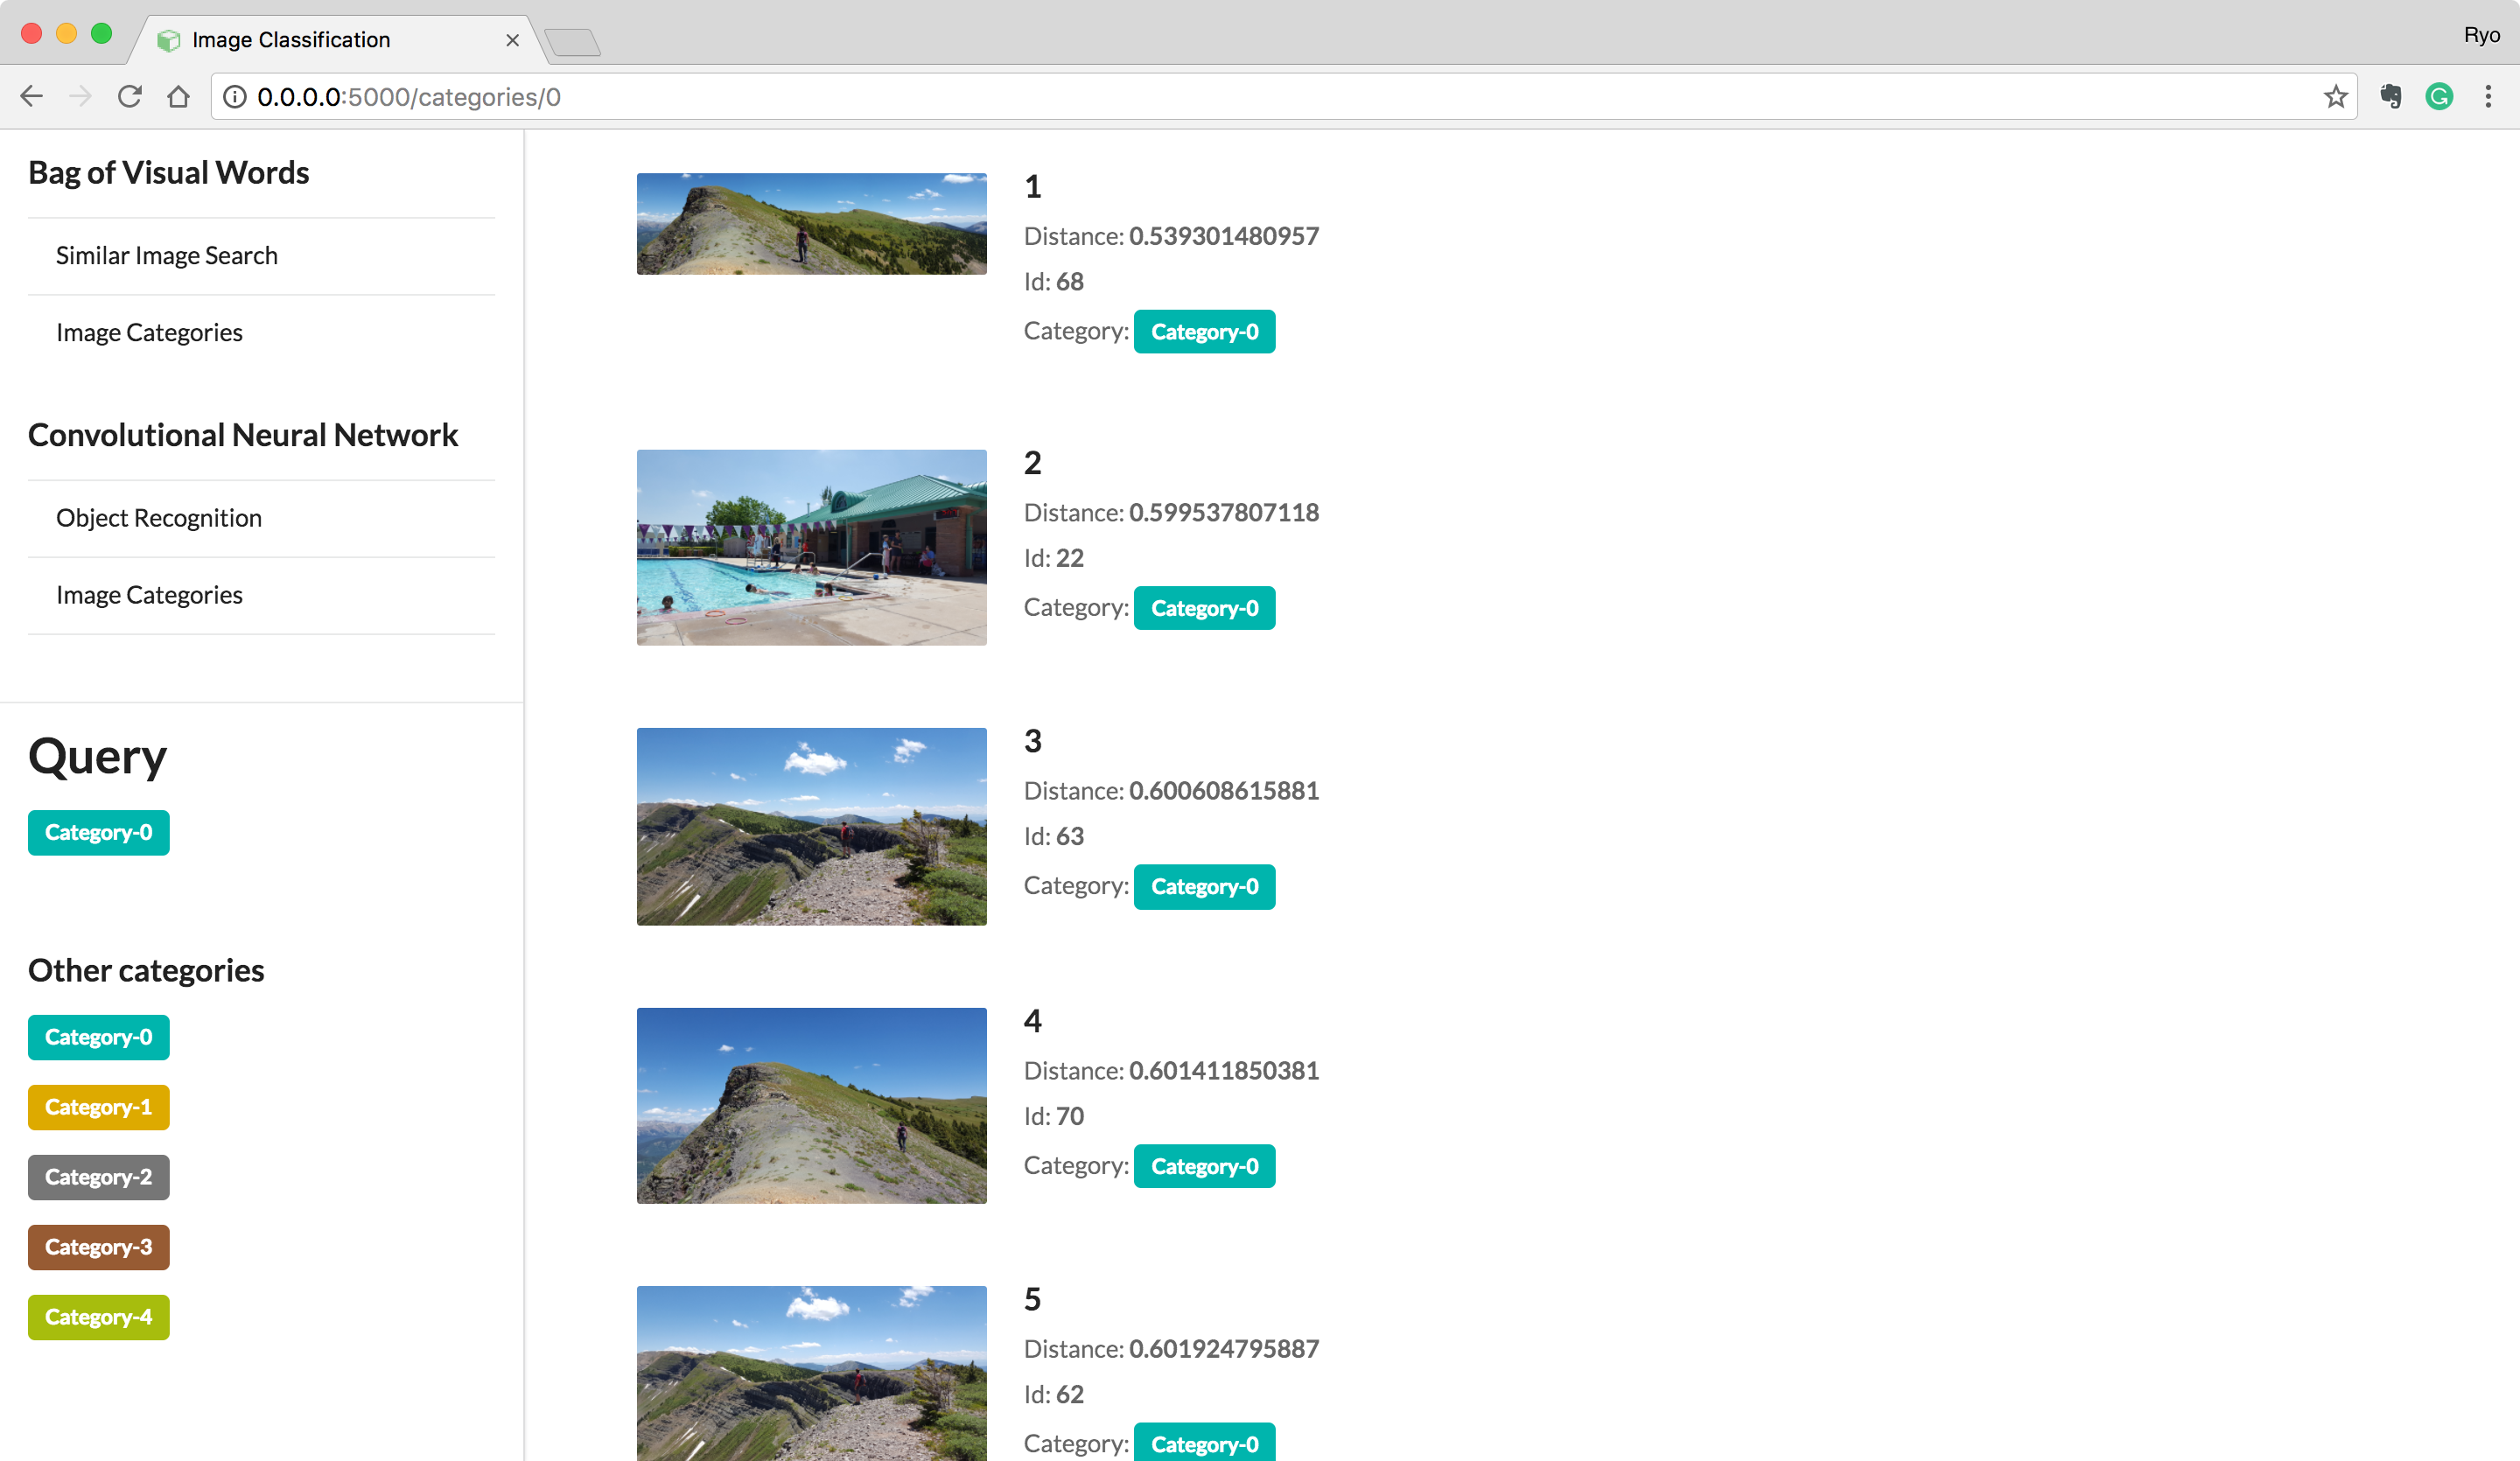 Image Classification
Ryo
0.0.0.0:5000/categories/0
Bag of Visual Words
Similar Image Search
Image Categories
Convolutional Neural Network
Object Recognition
Image Categories
Query
Category-0
Other categories
Category-0
Category-1
Category-2
Category-3
Category-4
1
Distance: 0.539301480957
Id: 68
Category: Category-0
2
Distance: 0.599537807118
Id: 22
Category: Category-0
3
Distance: 0.600608615881
Id: 63
Category: Category-0
4
Distance: 0.601411850381
Id: 70
Category: Category-0
5
Distance: 0.601924795887
Id: 62
Category: Category-0